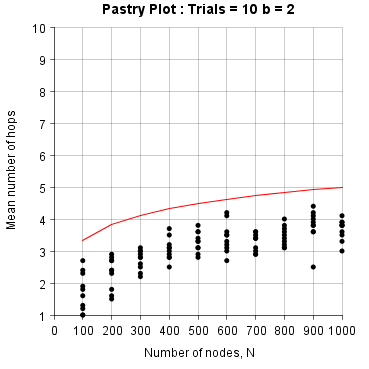 Pastry Plot : Trials = 10 b = 2
10
9
8
7
6
5
4
3
2
1
Mean number of hops
0 100 200 300 400 500 600 700 800 900 1000
Number of nodes, N